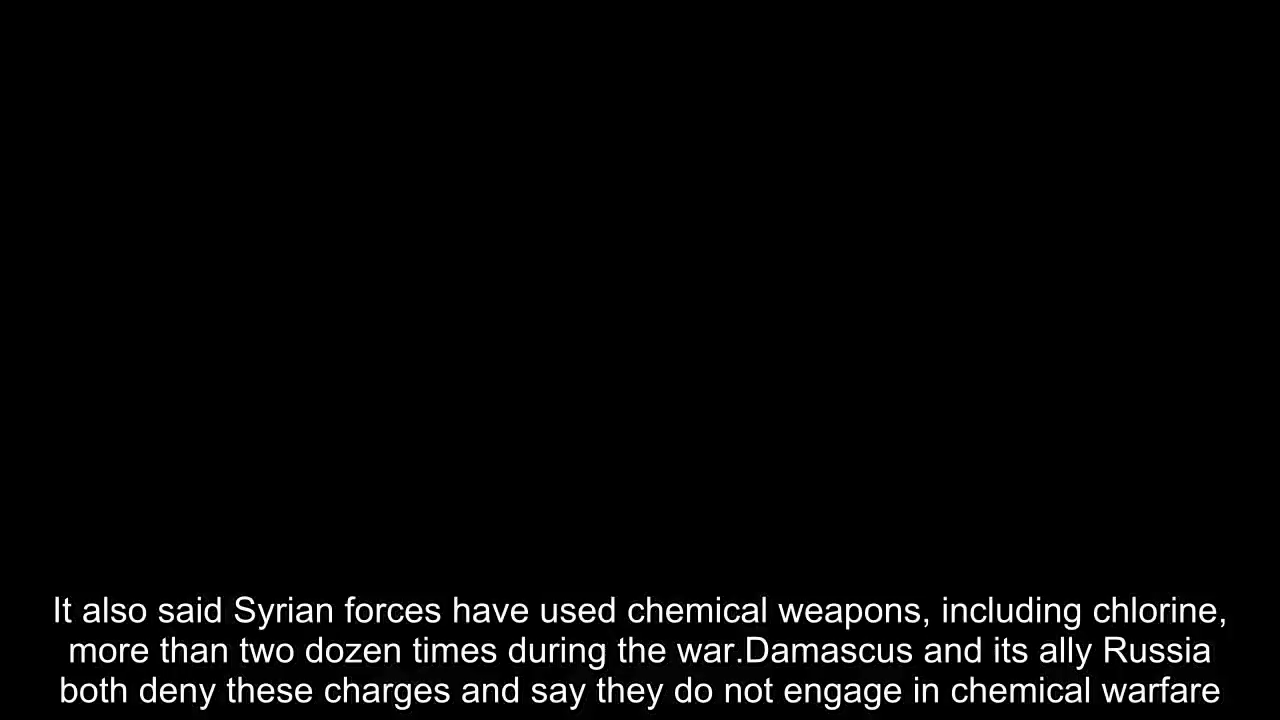 It also said Syrian forces have used chemical weapons, including chlorine,
more than two dozen times during the war.Damascus and its ally Russia
both deny these charges and say they do not engage in chemical warfare